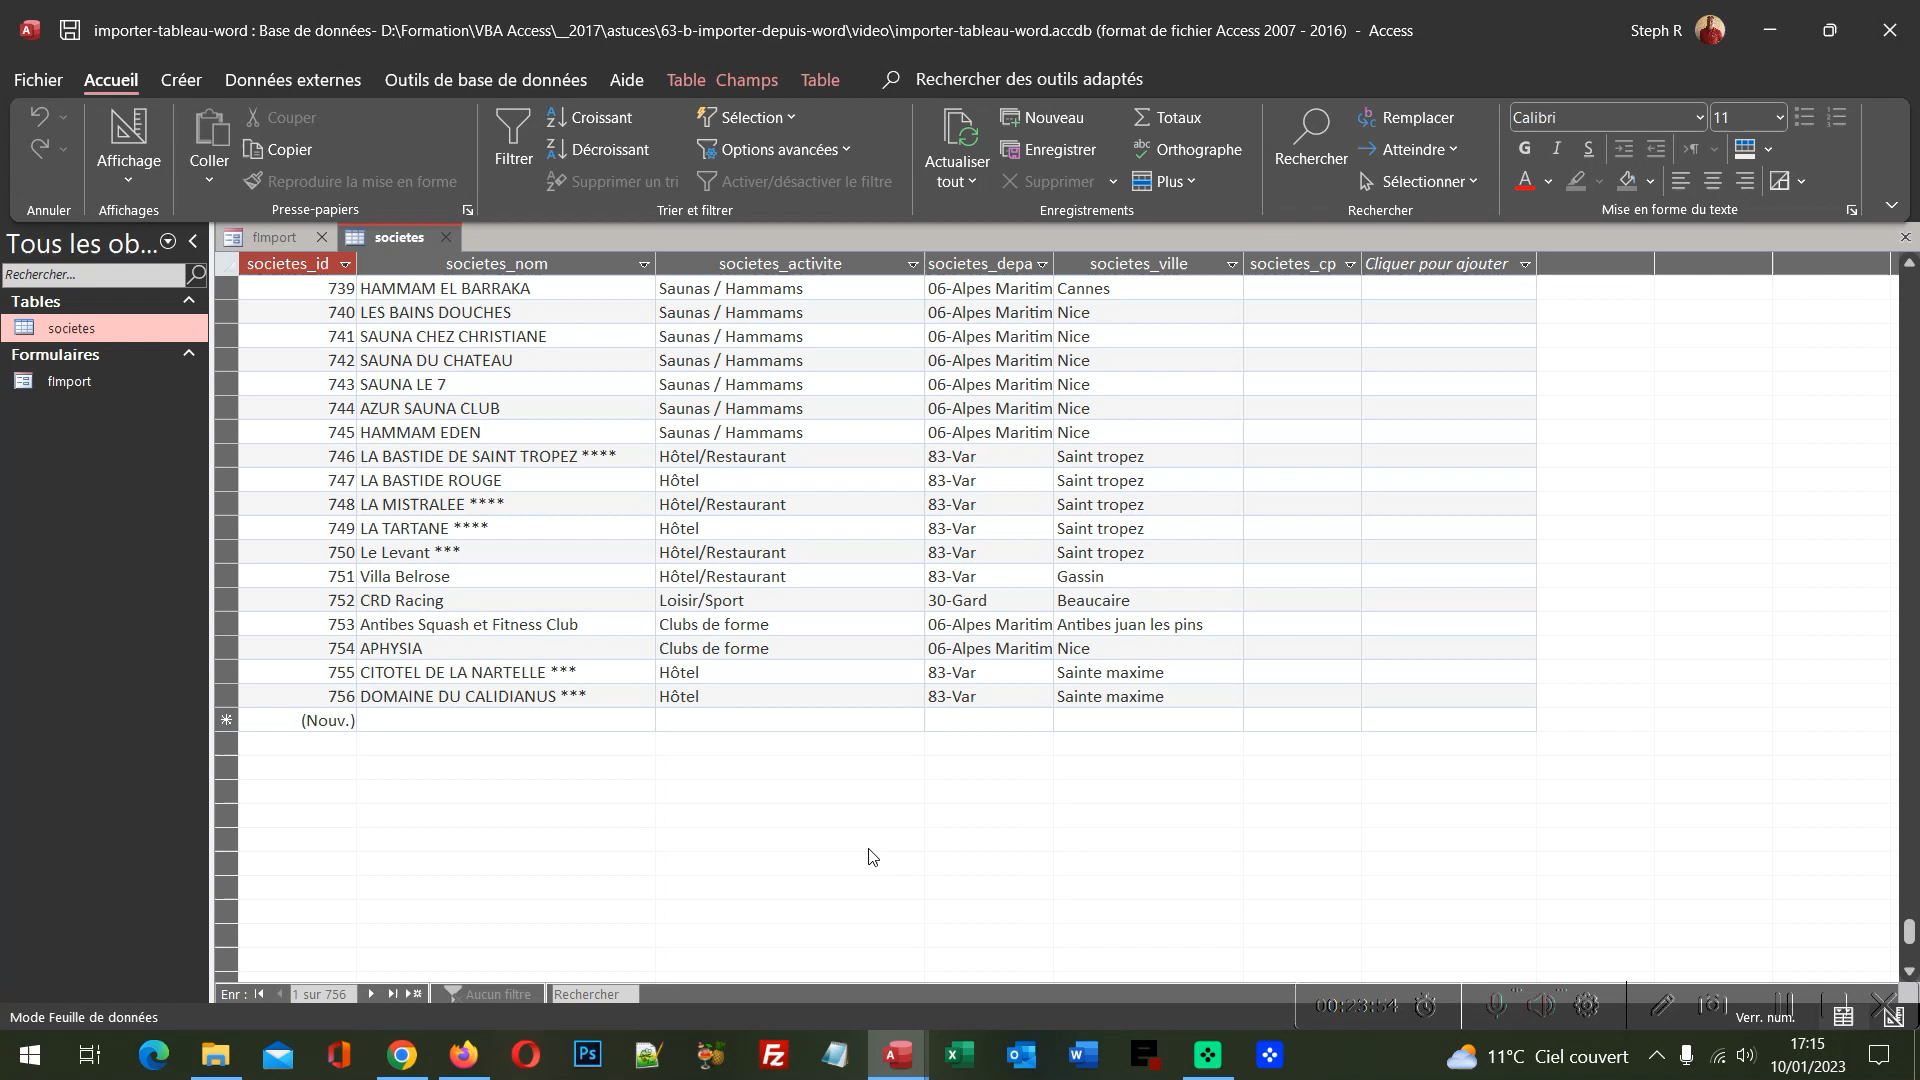 importer-tableau-word : Base de données- D:\Formation\VBA Access\__2017\astuces\63-b-importer-depuis-word\video\importer-tableau-word.accdb (format de fichier Access 2007 - 2016) - Access
Steph R
Fichier Accueil Créer Données externes Outils de base de données Aide Table Champs Table Rechercher des outils adaptés
Couper
Copier
Reproduire la mise en forme
Affichage
Coller
Annuler
Affichages
Presse-papiers
Filtrer
Croissant
Décroissant
Supprimer un tri
Sélection
Options avancées
Activer/désactiver le filtre
Trier et filtrer
Actualiser tout
Nouveau
Enregistrer
Supprimer
Totaux
Orthographe
Plus
Enregistrements
Rechercher
Remplacer
Atteindre
Sélectionner
Rechercher
Calibri
11
G I S
Mise en forme du texte
Tous les ob...
Rechercher...
Tables
societes
Formulaires
fImport
fImport
societes
societes_id societes_nom societes_activite societes_depa societes_ville societes_cp Cliquer pour ajouter
739 HAMMAM EL BARRAKA Saunas / Hammams 06-Alpes Maritim Cannes
740 LES BAINS DOUCHES Saunas / Hammams 06-Alpes Maritim Nice
741 SAUNA CHEZ CHRISTIANE Saunas / Hammams 06-Alpes Maritim Nice
742 SAUNA DU CHATEAU Saunas / Hammams 06-Alpes Maritim Nice
743 SAUNA LE 7 Saunas / Hammams 06-Alpes Maritim Nice
744 AZUR SAUNA CLUB Saunas / Hammams 06-Alpes Maritim Nice
745 HAMMAM EDEN Saunas / Hammams 06-Alpes Maritim Nice
746 LA BASTIDE DE SAINT TROPEZ **** Hôtel/Restaurant 83-Var Saint tropez
747 LA BASTIDE ROUGE Hôtel 83-Var Saint tropez
748 LA MISTRALEE **** Hôtel/Restaurant 83-Var Saint tropez
749 LA TARTANE **** Hôtel 83-Var Saint tropez
750 Le Levant *** Hôtel/Restaurant 83-Var Saint tropez
751 Villa Belrose Hôtel/Restaurant 83-Var Gassin
752 CRD Racing Loisir/Sport 30-Gard Beaucaire
753 Antibes Squash et Fitness Club Clubs de forme 06-Alpes Maritim Antibes juan les pins
754 APHYSIA Clubs de forme 06-Alpes Maritim Nice
755 CITOTEL DE LA NARTELLE *** Hôtel 83-Var Sainte maxime
756 DOMAINE DU CALIDIANUS *** Hôtel 83-Var Sainte maxime
(Nouv.)
Enr : 1 sur 756 Aucun filtre Rechercher
00:23:54
Mode Feuille de données
Verr. num.
11°C Ciel couvert
17:15
10/01/2023